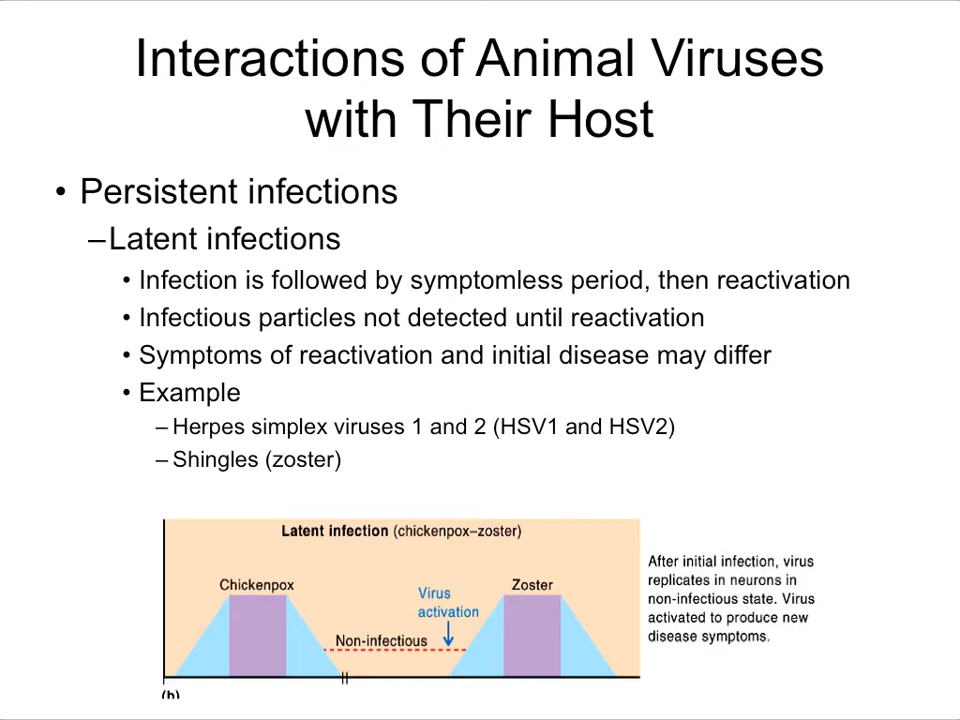 Interactions of Animal Viruses
with Their Host
• Persistent infections
–Latent infections
• Infection is followed by symptomless period, then reactivation
• Infectious particles not detected until reactivation
• Symptoms of reactivation and initial disease may differ
• Example
– Herpes simplex viruses 1 and 2 (HSV1 and HSV2)
– Shingles (zoster)
Latent infection (chickenpox–zoster)
Chickenpox
Zoster
Virus
activation
Non-infectious
After initial infection, virus
replicates in neurons in
non-infectious state. Virus
activated to produce new
disease symptoms.
(b)